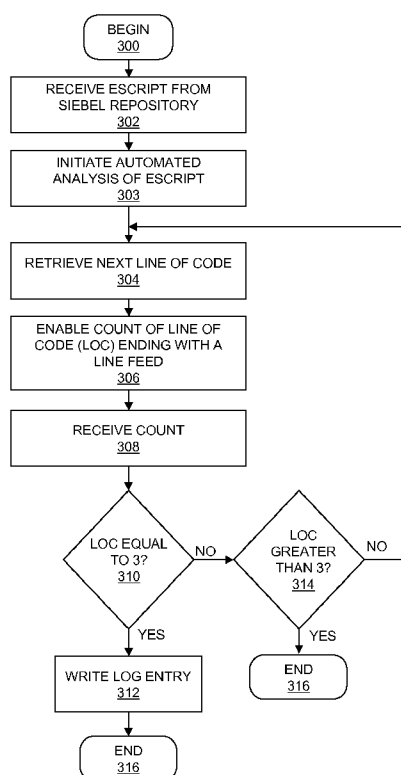 BEGIN
300
RECEIVE ESCRIPT FROM
SIEBEL REPOSITORY
302
INITIATE AUTOMATED
ANALYSIS OF ESCRIPT
303
RETRIEVE NEXT LINE OF CODE
304
ENABLE COUNT OF LINE OF
CODE (LOC) ENDING WITH A
LINE FEED
306
RECEIVE COUNT
308
LOC EQUAL
TO 3?
310
NO
LOC
GREATER
THAN 3?
314
NO
YES
WRITE LOG ENTRY
312
END
316
YES
END
316